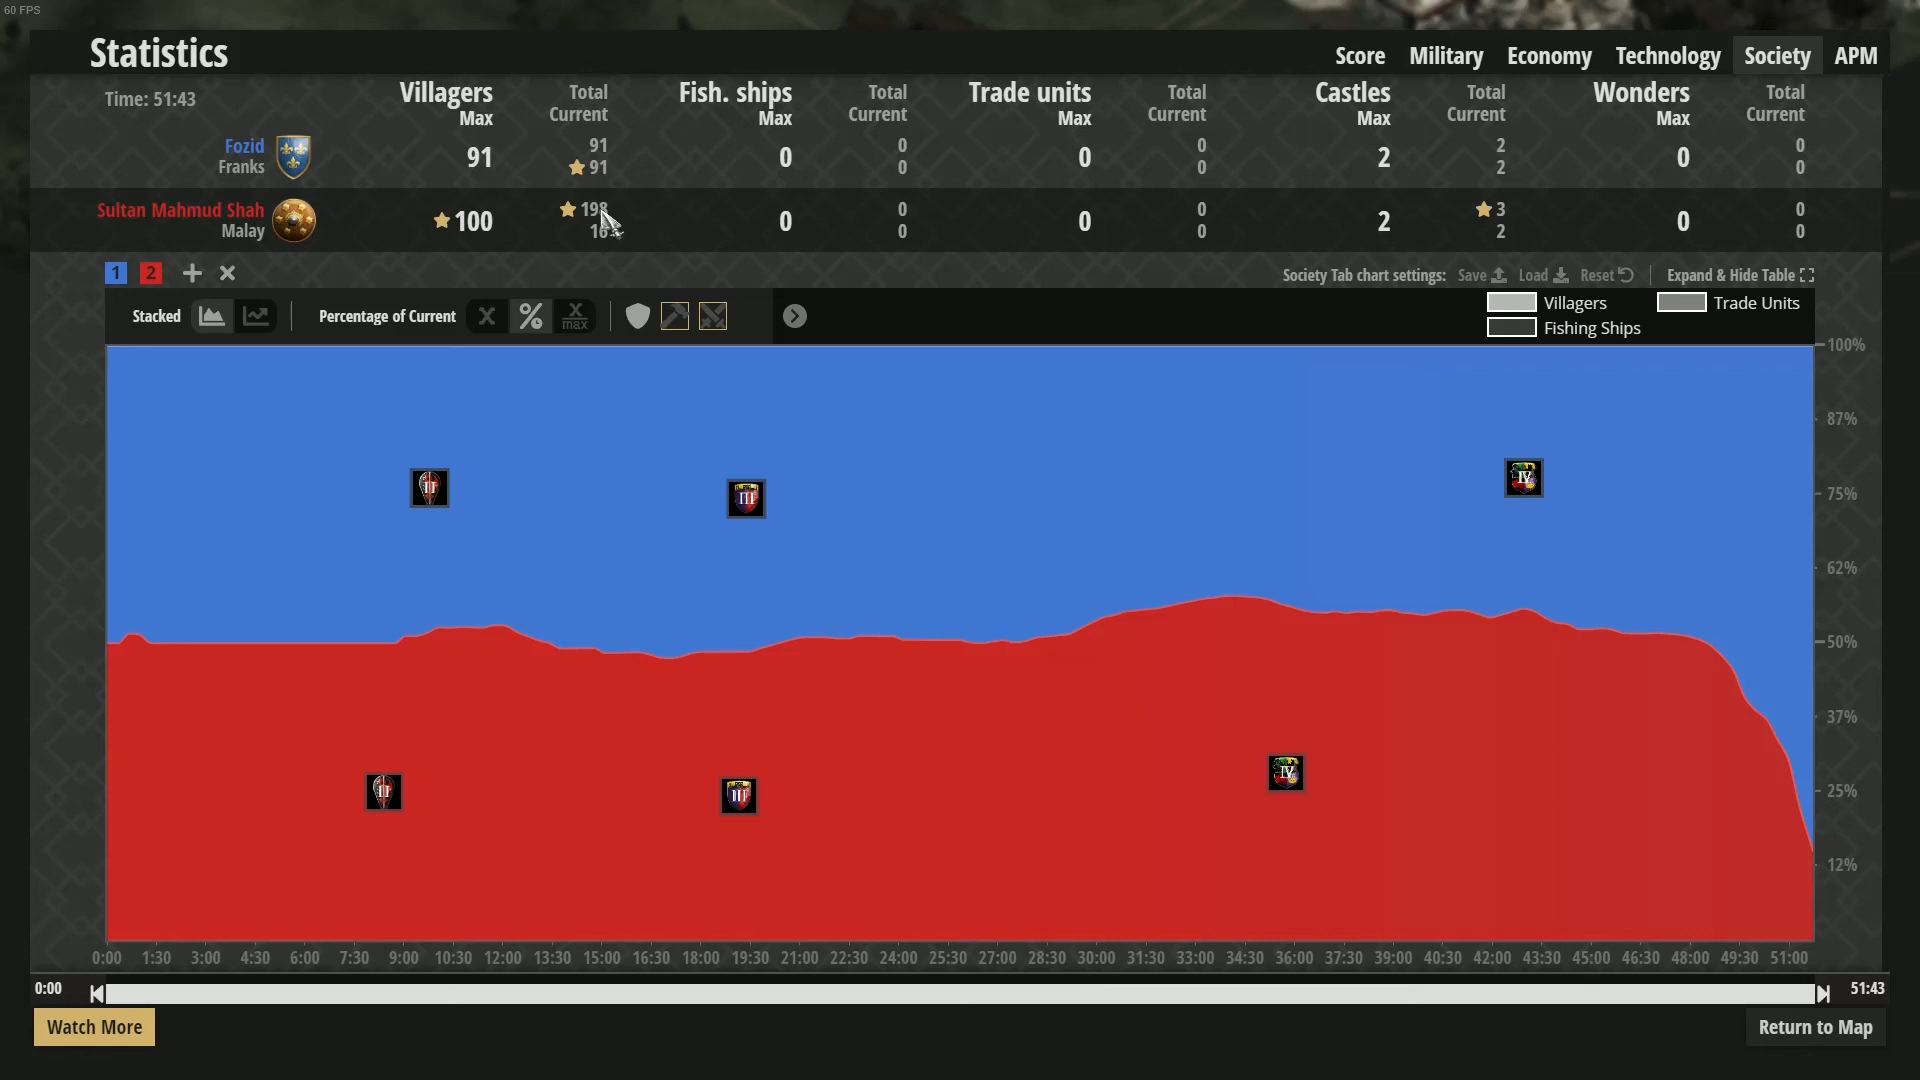 60 FPS
Statistics
Score Military Economy Technology Society APM
Time: 51:43
Villagers Max Total Current Fish. ships Max Total Current Trade units Max Total Current Castles Max Total Current Wonders Max Total Current
Fozid
Franks
91 91 91 0 0 0 0 0 0 2 2 2 0 0 0
Sultan Mahmud Shah
Malay
100 198 16 0 0 0 0 0 0 2 3 2 0 0 0
1 2
Society Tab chart settings: Save Load Reset Expand & Hide Table
Stacked Percentage of Current X % X max
Villagers Trade Units
Fishing Ships
100%
87%
II III IV
75%
62%
50%
37%
II III IV
25%
12%
0:00 1:30 3:00 4:30 6:00 7:30 9:00 10:30 12:00 13:30 15:00 16:30 18:00 19:30 21:00 22:30 24:00 25:30 27:00 28:30 30:00 31:30 33:00 34:30 36:00 37:30 39:00 40:30 42:00 43:30 45:00 46:30 48:00 49:30 51:00
0:00 51:43
Watch More Return to Map